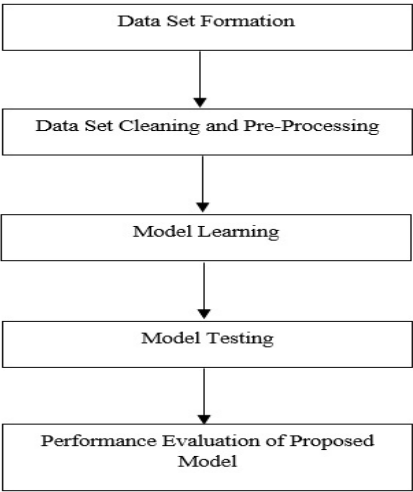 Data Set Formation
Data Set Cleaning and Pre-Processing
Model Learning
Model Testing
Performance Evaluation of Proposed
Model